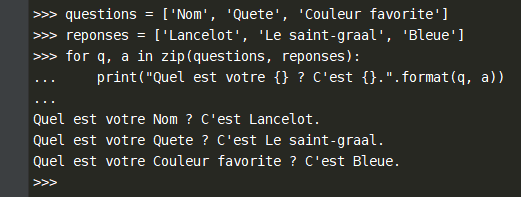 >>> questions = ['Nom', 'Quete', 'Couleur favorite']
>>> reponses = ['Lancelot', 'Le saint-graal', 'Bleue']
>>> for q, a in zip(questions, reponses):
...     print("Quel est votre {} ? C'est {}.".format(q, a))
...
Quel est votre Nom ? C'est Lancelot.
Quel est votre Quete ? C'est Le saint-graal.
Quel est votre Couleur favorite ? C'est Bleue.
>>>